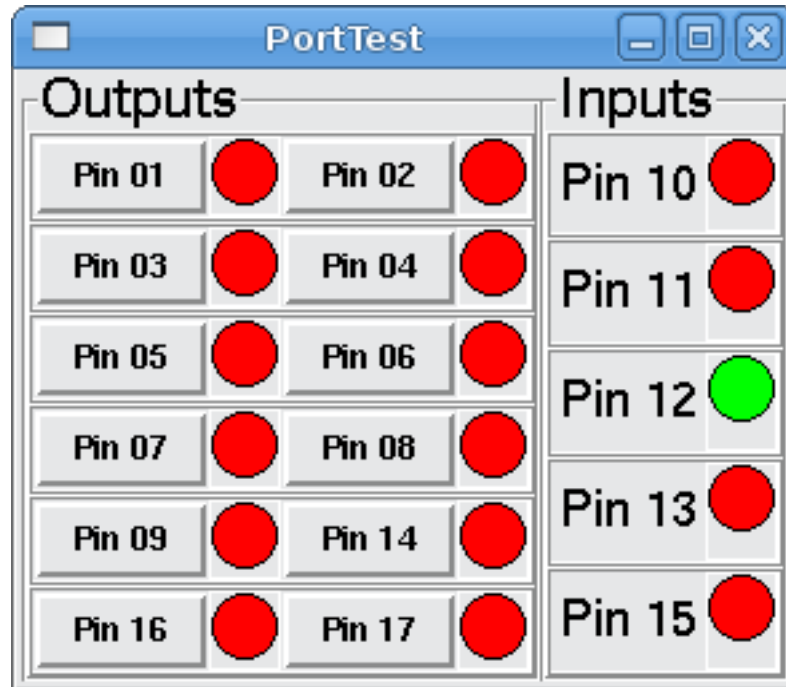 PortTest
Outputs
Pin 01 Pin 02
Pin 03 Pin 04
Pin 05 Pin 06
Pin 07 Pin 08
Pin 09 Pin 14
Pin 16 Pin 17
Inputs
Pin 10
Pin 11
Pin 12
Pin 13
Pin 15